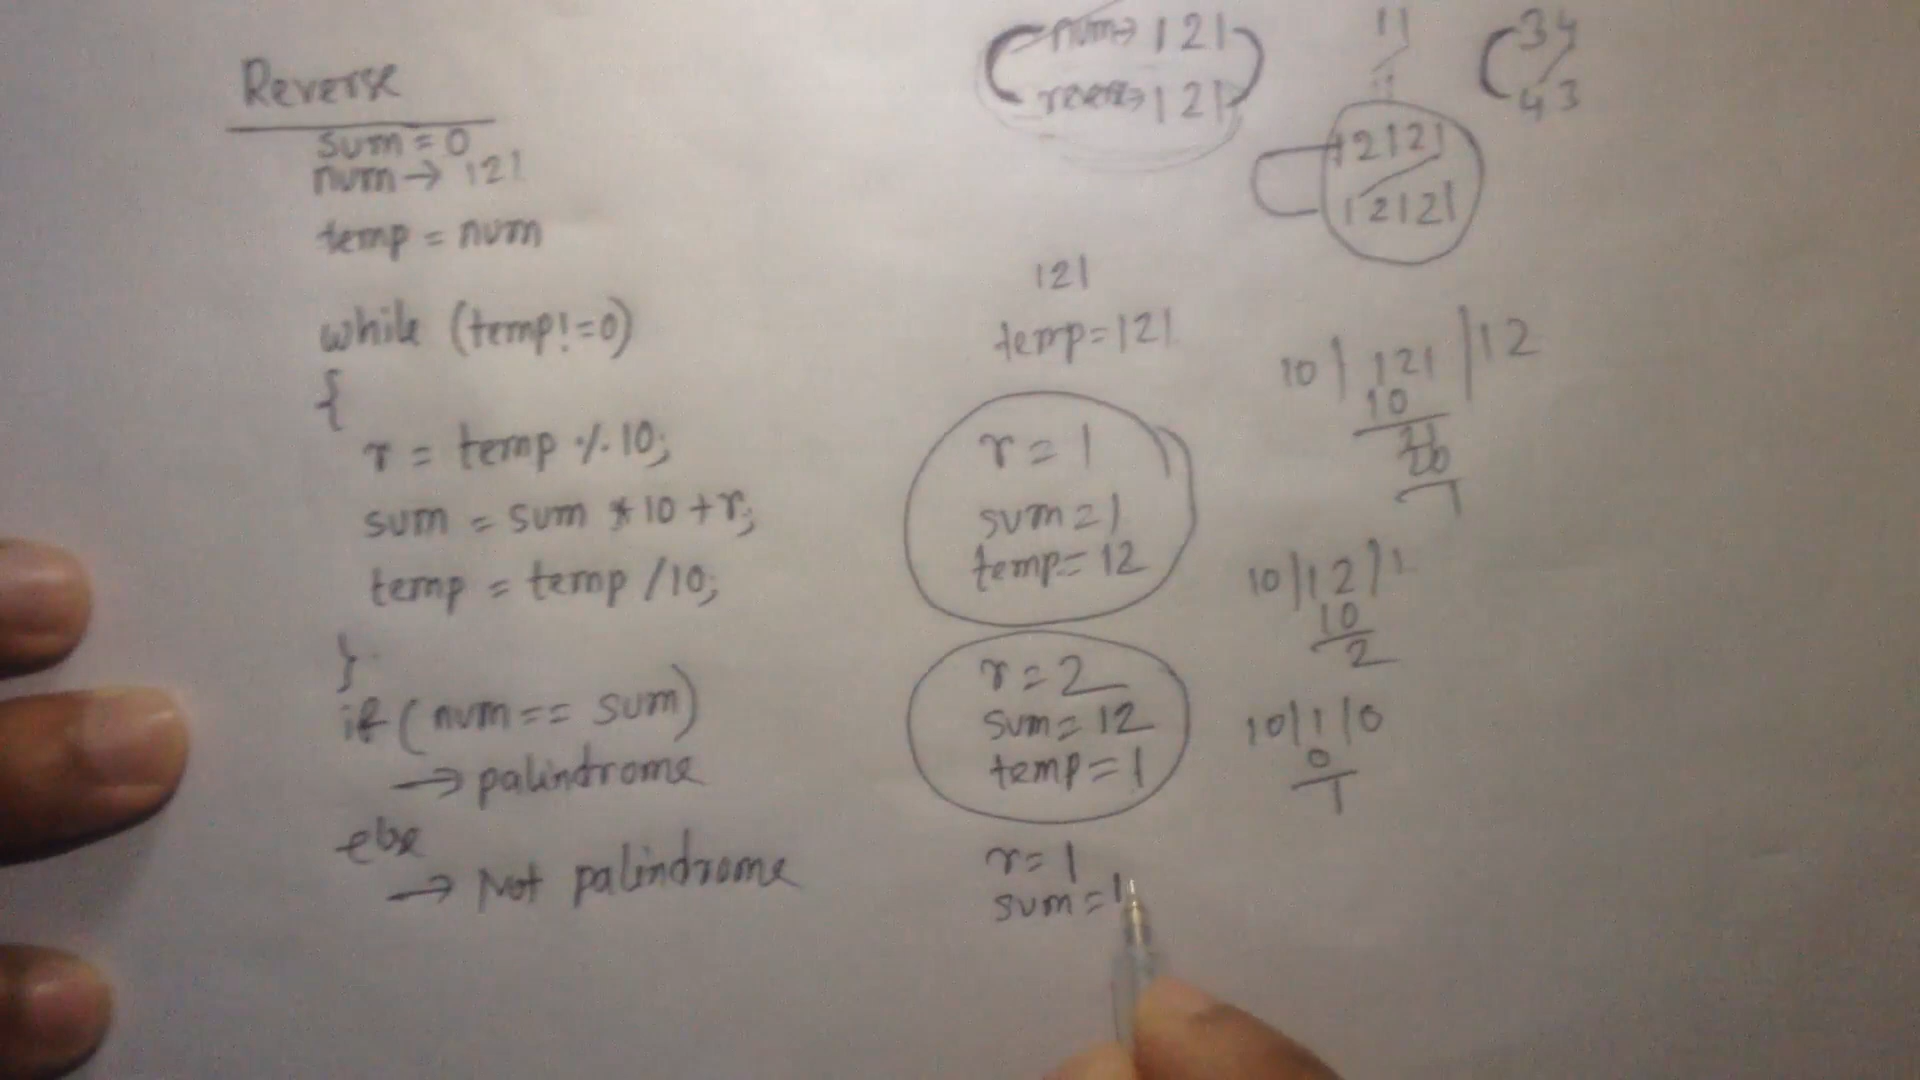 Reverse
sum = 0
num → 121
temp = num
while (temp!=0)
{
r = temp % 10;
sum = sum * 10 + r;
temp = temp / 10;
}
if (num == sum)
→ palindrome
else
→ Not palindrome
num→ 121
reverse→ 121
11
11
34
43
12121
12121
121
temp=121
r=1
sum=1
temp=12
r=2
sum=12
temp=1
r=1
sum=1
10) 121 )12
10
21
20
1
10)12)1
10
2
10)1)0
0
1